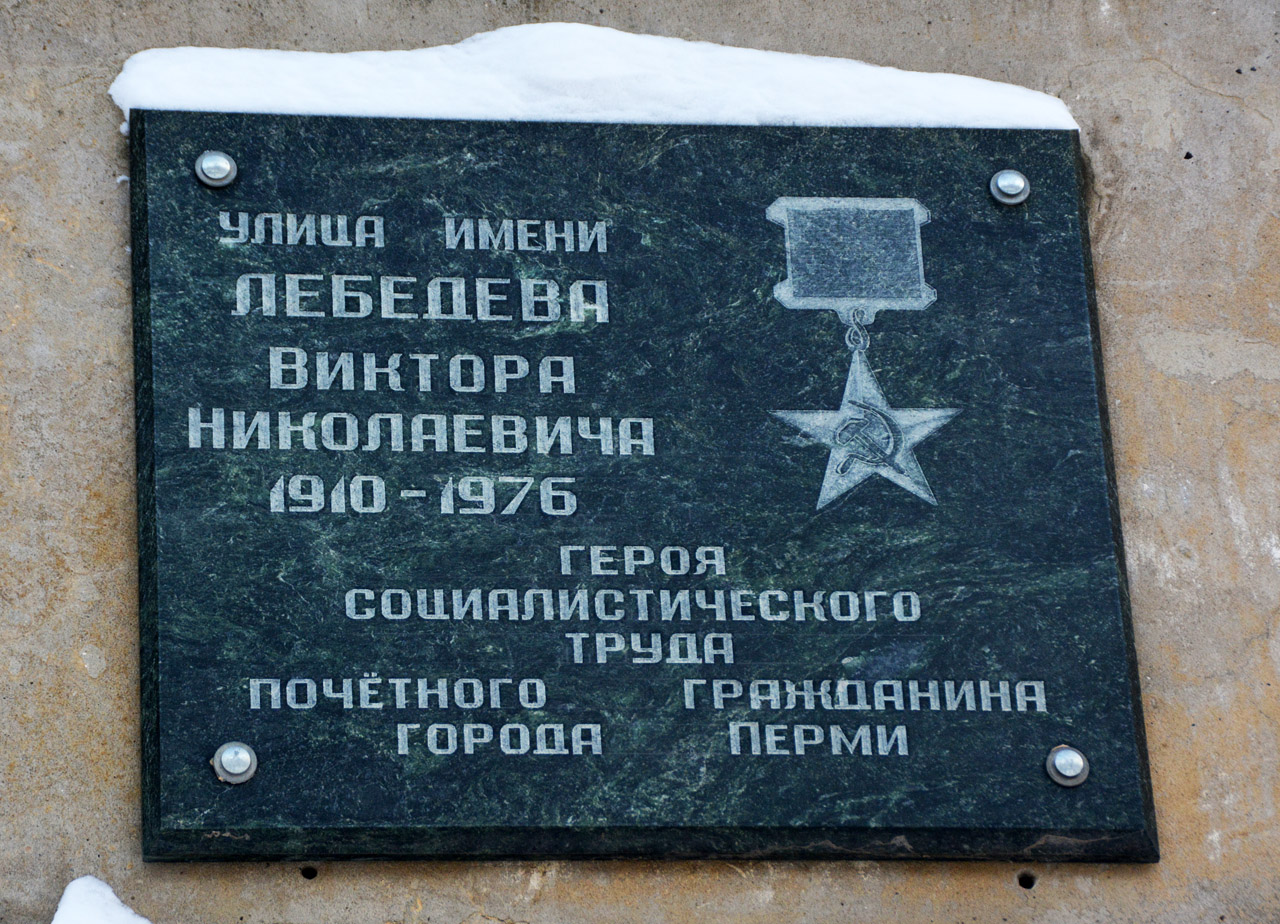 УЛИЦА ИМЕНИ
ЛЕБЕДЕВА
ВИКТОРА
НИКОЛАЕВИЧА
1910 - 1976
ГЕРОЯ
СОЦИАЛИСТИЧЕСКОГО
ТРУДА
ПОЧЁТНОГО ГРАЖДАНИНА
ГОРОДА ПЕРМИ